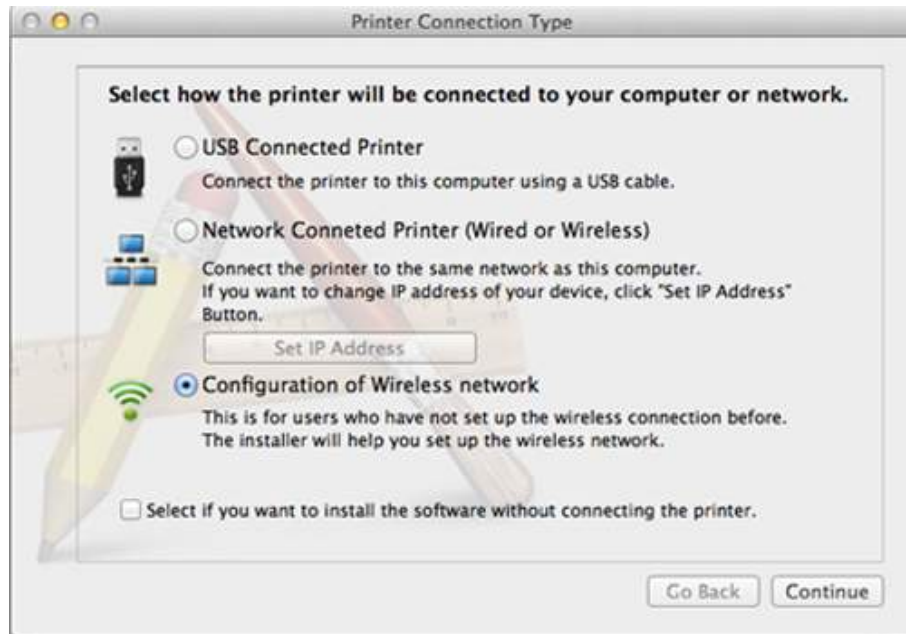 Printer Connection Type
Select how the printer will be connected to your computer or network.
USB Connected Printer
Connect the printer to this computer using a USB cable.
Network Conneted Printer (Wired or Wireless)
Connect the printer to the same network as this computer.
If you want to change IP address of your device, click "Set IP Address"
Button.
Set IP Address
Configuration of Wireless network
This is for users who have not set up the wireless connection before.
The installer will help you set up the wireless network.
Select if you want to install the software without connecting the printer.
Go Back Continue